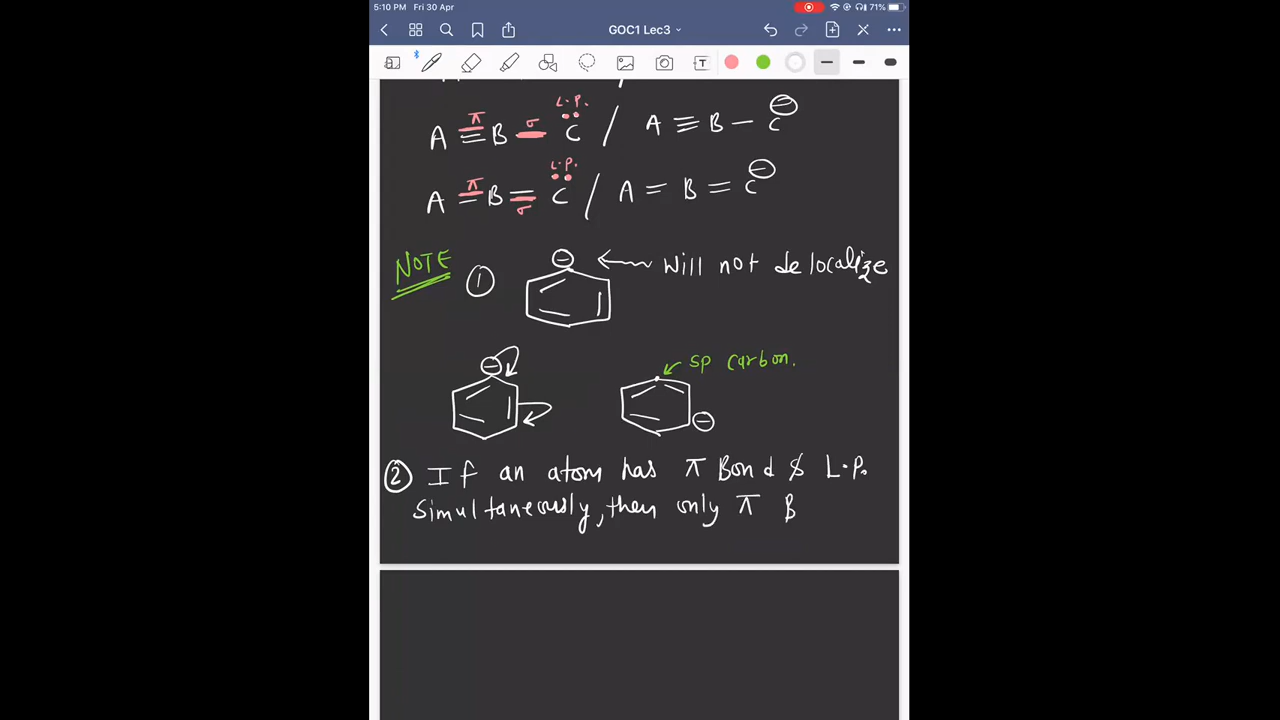 5:10 PM Fri 30 Apr 71%
GOC1 Lec3
T
π σ L.P.
A ≡ B — C / A ≡ B — C ⊖
π L.P.
A = B = C / A = B = C ⊖
σ
NOTE ① ⊖ ← Will not delocalize
⊖ sp carbon.
⊖
② If an atom has π Bond & L.P.
Simultaneously, then only π B